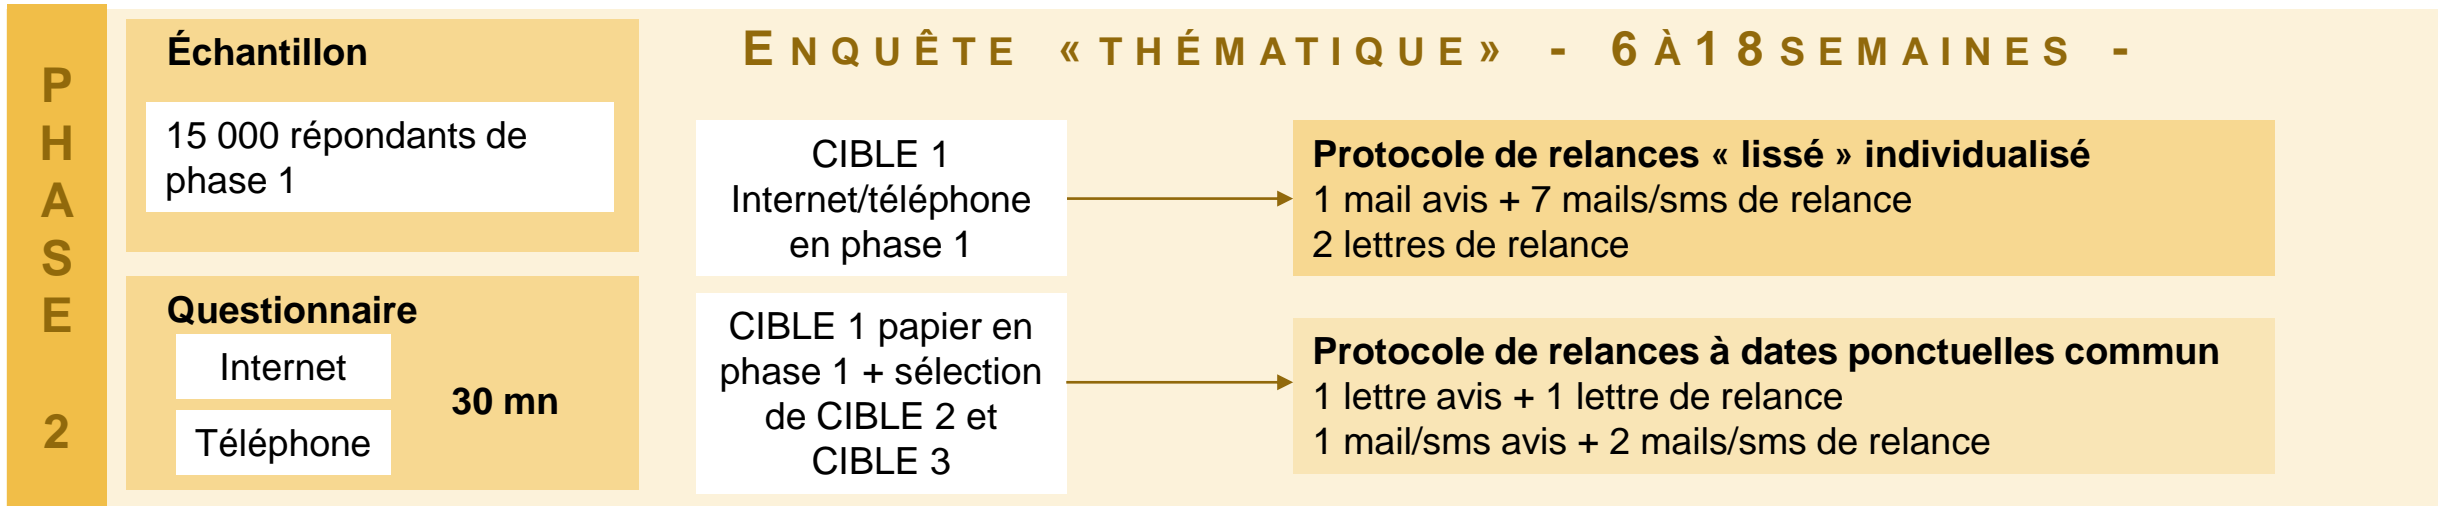 PHASE 2
Échantillon
15 000 répondants de
phase 1
Questionnaire
Internet
Téléphone
30 mn
ENQUÊTE « THÉMATIQUE » - 6 À 18 SEMAINES -
CIBLE 1
Internet/téléphone
en phase 1
Protocole de relances « lissé » individualisé
1 mail avis + 7 mails/sms de relance
2 lettres de relance
CIBLE 1 papier en
phase 1 + sélection
de CIBLE 2 et
CIBLE 3
Protocole de relances à dates ponctuelles commun
1 lettre avis + 1 lettre de relance
1 mail/sms avis + 2 mails/sms de relance